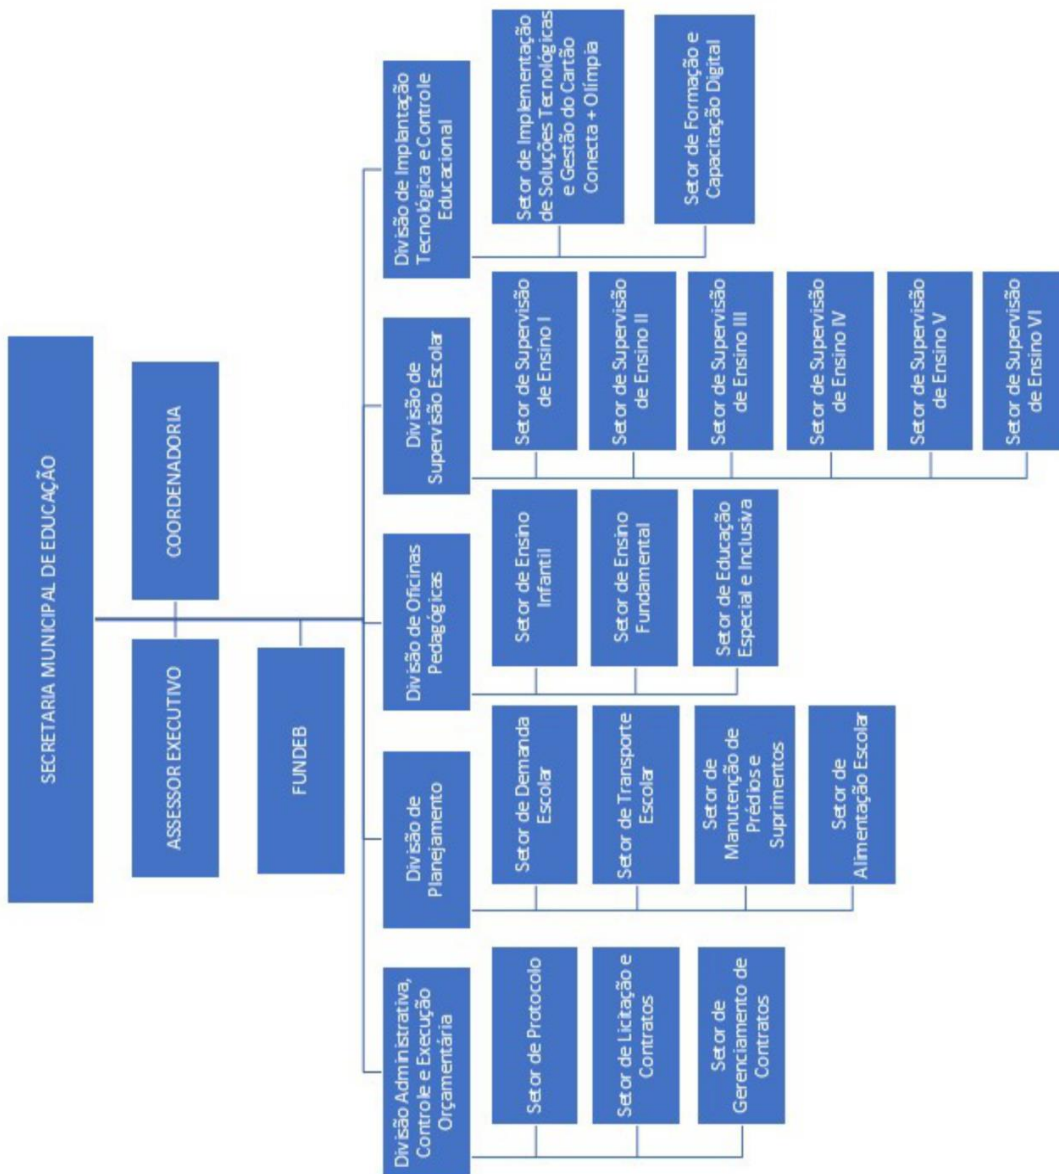 SECRETARIA MUNICIPAL DE EDUCAÇÃO
ASSESSOR EXECUTIVO
COORDENADORIA
FUNDEB
Divisão Administrativa,
Controle e Execução
Orçamentária
Setor de Protocolo
Setor de Licitação e
Contratos
Setor de
Gerenciamento de
Contratos
Divisão de
Planejamento
Setor de Demanda
Escolar
Setor de Transporte
Escolar
Setor de
Manutenção de
Prédios e
Suprimentos
Setor de
Alimentação Escolar
Divisão de Oficinas
Pedagógicas
Setor de Ensino
Infantil
Setor de Ensino
Fundamental
Setor de Educação
Especial e Inclusiva
Divisão de
Supervisão Escolar
Setor de Supervisão
de Ensino I
Setor de Supervisão
de Ensino II
Setor de Supervisão
de Ensino III
Setor de Supervisão
de Ensino IV
Setor de Supervisão
de Ensino V
Setor de Supervisão
de Ensino VI
Divisão de Implantação
Tecnológica e Controle
Educacional
Setor de Implementação
de Soluções Tecnológicas
e Gestão do Cartão
Conecta + Olímpia
Setor de Formação e
Capacitação Digital